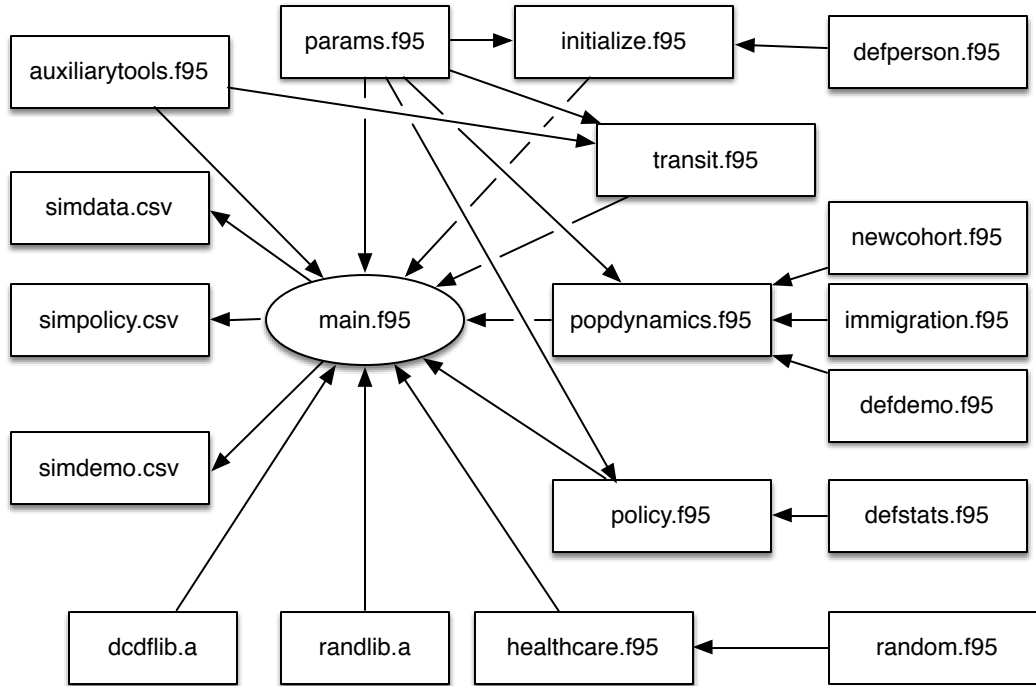 params.f95
initialize.f95
defperson.f95
auxiliarytools.f95
transit.f95
simdata.csv
newcohort.f95
simpolicy.csv
main.f95
popdynamics.f95
immigration.f95
defdemo.f95
simdemo.csv
policy.f95
defstats.f95
dcdflib.a
randlib.a
healthcare.f95
random.f95